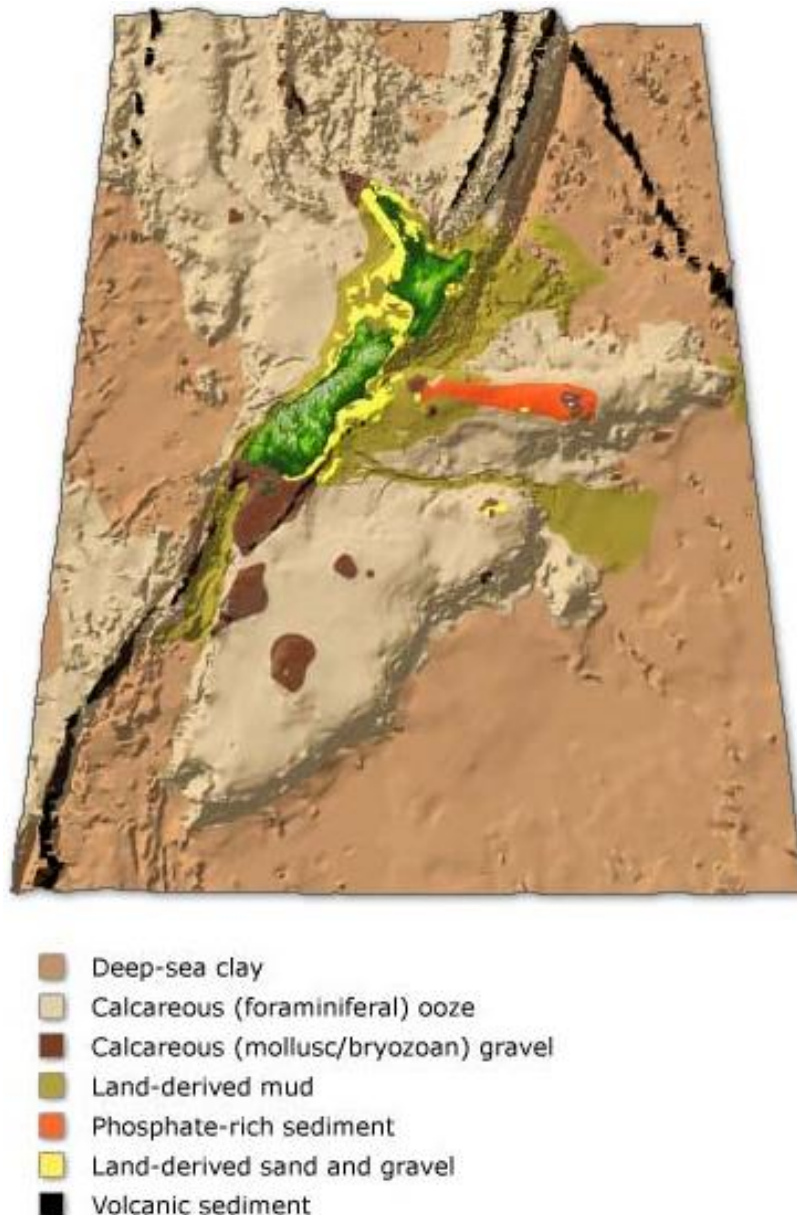 Deep-sea clay
Calcareous (foraminiferal) ooze
Calcareous (mollusc/bryozoan) gravel
Land-derived mud
Phosphate-rich sediment
Land-derived sand and gravel
Volcanic sediment